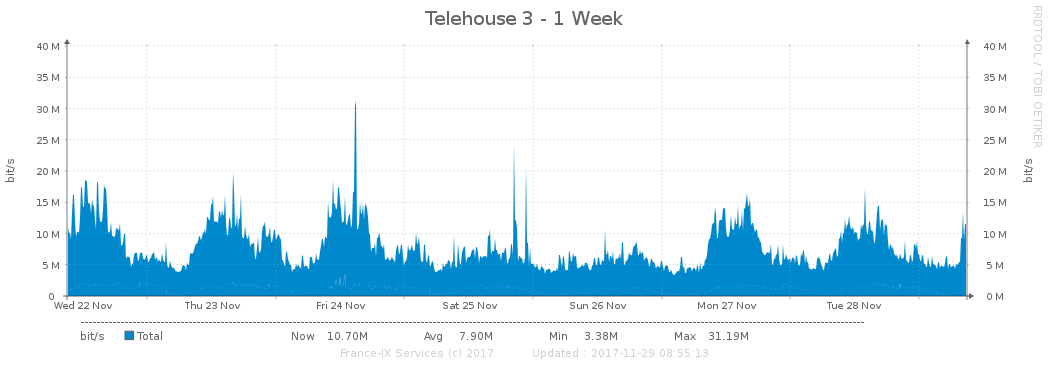 Telehouse 3 - 1 Week
RRDTOOL / TOBI OETIKER
bit/s
bit/s
40 M 40 M
35 M 35 M
30 M 30 M
25 M 25 M
20 M 20 M
15 M 15 M
10 M 10 M
5 M 5 M
0 0 M
Wed 22 Nov Thu 23 Nov Fri 24 Nov Sat 25 Nov Sun 26 Nov Mon 27 Nov Tue 28 Nov
bit/s Total Now 10.70M Avg 7.90M Min 3.38M Max 31.19M
France-IX Services (c) 2017 Updated : 2017-11-29 08:55:13